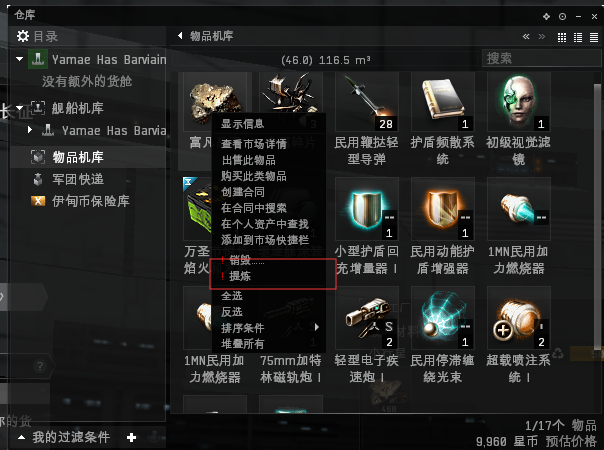 仓库
目录
Yamae Has Barviain
没有额外的货舱
舰船机库
Yamae Has Barvia
物品机库
军团快递
伊甸币保险库
我的过滤条件
物品机库
(46.0) 116.5 m³
搜索
富凡
28
民用鞭挞轻
型导弹
1
护盾频散系
统
1
初级视觉滤
镜
万圣
焰火
1
小型护盾回
充增量器 I
1
民用动能护
盾增强器
1MN民用加
力燃烧器
1MN民用加
力燃烧器
75mm加特
林磁轨炮 I
S
2
轻型电子疾
速炮 I
2
民用停滞缠
绕光束
2
超载喷注系
统 I
显示信息
查看市场详情
出售此物品
购买此类物品
创建合同
在合同中搜索
在个人资产中查找
添加到市场快捷栏
! 销毁......
! 提炼
全选
反选
排序条件
堆叠所有
1/17个 物品
9,960 星币 预估价格